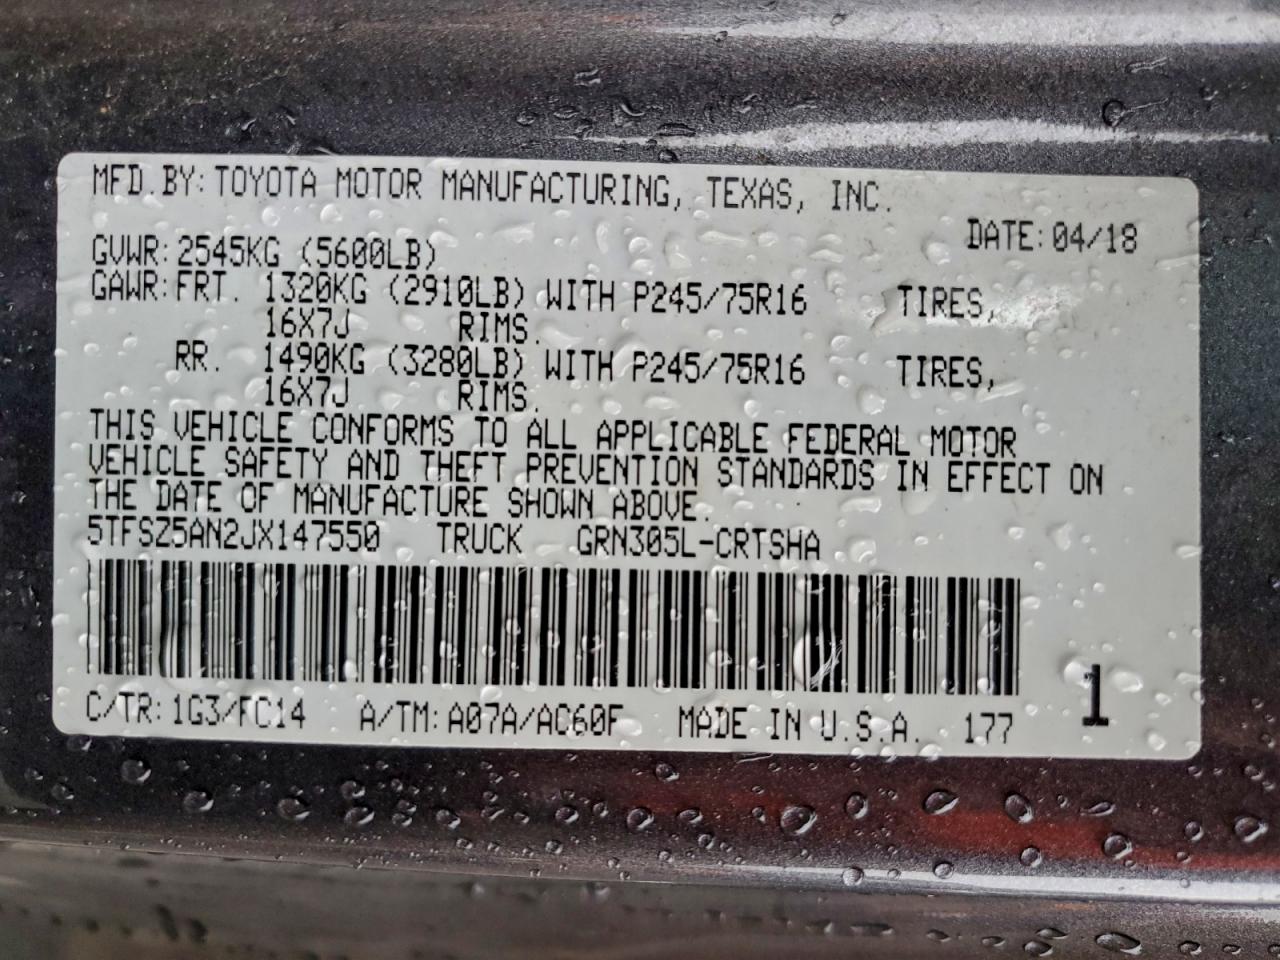 MFD.BY: TOYOTA MOTOR MANUFACTURING, TEXAS, INC.
DATE: 04/18
GVWR: 2545KG (5600LB)
GAWR: FRT. 1320KG (2910LB) WITH P245/75R16 TIRES,
16X7J RIMS.
RR. 1490KG (3280LB) WITH P245/75R16 TIRES,
16X7J RIMS.
THIS VEHICLE CONFORMS TO ALL APPLICABLE FEDERAL MOTOR
VEHICLE SAFETY AND THEFT PREVENTION STANDARDS IN EFFECT ON
THE DATE OF MANUFACTURE SHOWN ABOVE.
5TFSZ5AN2JX147550 TRUCK GRN305L-CRTSHA
C/TR: 1G3/FC14 A/TM: A07A/AC60F MADE IN U.S.A. 177
1